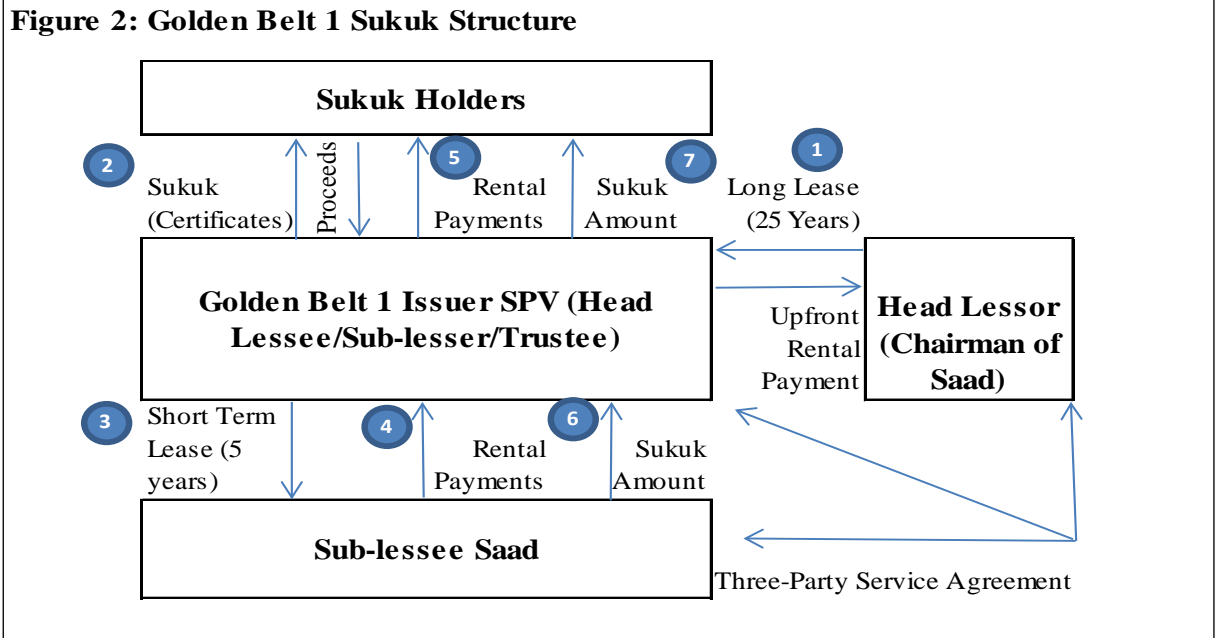 Figure 2: Golden Belt 1 Sukuk Structure
Sukuk Holders
2
Sukuk
(Certificates)
Proceeds
5
Rental
Payments
7
Sukuk
Amount
1
Long Lease
(25 Years)
Golden Belt 1 Issuer SPV (Head
Lessee/Sub-lesser/Trustee)
Upfront
Rental
Payment
Head Lessor
(Chairman of
Saad)
3
Short Term
Lease (5
years)
4
Rental
Payments
6
Sukuk
Amount
Sub-lessee Saad
Three-Party Service Agreement